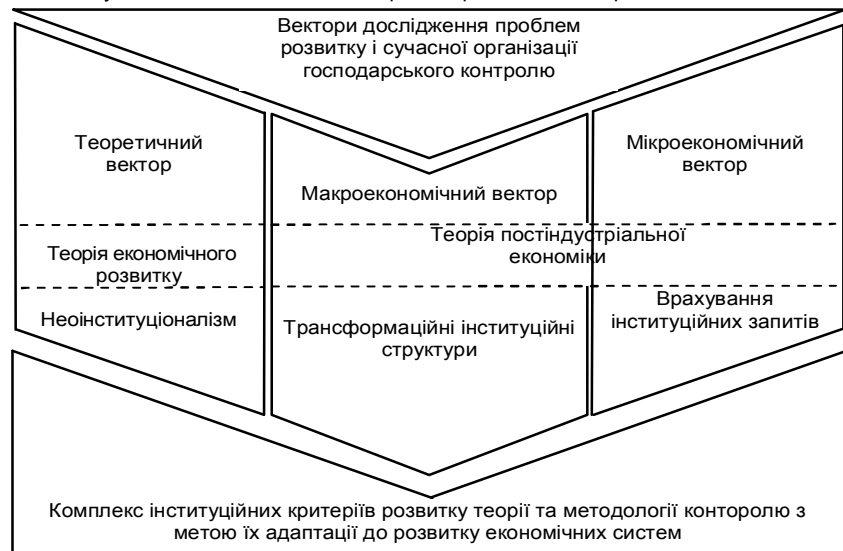 Вектори дослідження проблем
розвитку і сучасної організації
господарського контролю
Теоретичний
вектор
Макроекономічний вектор
Мікроекономічний
вектор
Теорія економічного
розвитку
Теорія постіндустріальної
економіки
Неоінституціоналізм
Трансформаційні інституційні
структури
Врахування
інституційних запитів
Комплекс інституційних критеріїв розвитку теорії та методології конторолю з
метою їх адаптації до розвитку економічних систем